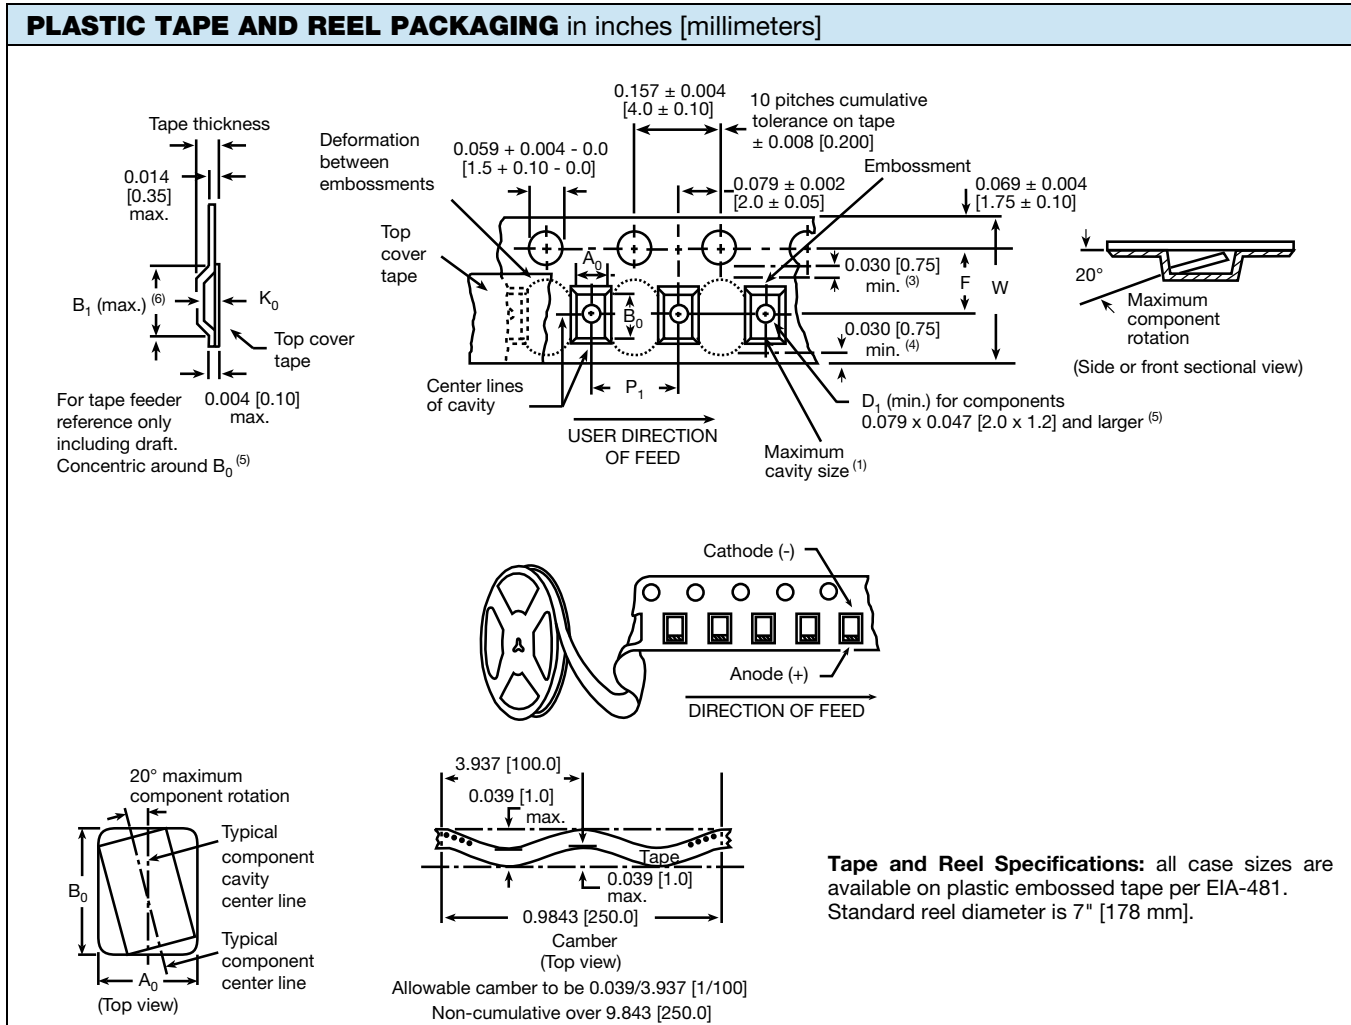 PLASTIC TAPE AND REEL PACKAGING in inches [millimeters]
0.157 ± 0.004
[4.0 ± 0.10]
10 pitches cumulative
tolerance on tape
± 0.008 [0.200]
Tape thickness
Deformation
between
embossments
0.059 + 0.004 - 0.0
[1.5 + 0.10 - 0.0]
Embossment
0.014
[0.35]
max.
0.079 ± 0.002
[2.0 ± 0.05]
0.069 ± 0.004
[1.75 ± 0.10]
Top
cover
tape
A0
0.030 [0.75]
min. (3)
F
W
20°
B1 (max.) (6)
K0
B0
Maximum
component
rotation
Top cover
tape
0.030 [0.75]
min. (4)
(Side or front sectional view)
Center lines
of cavity
P1
For tape feeder
reference only
including draft.
Concentric around B0 (5)
0.004 [0.10]
max.
D1 (min.) for components
0.079 x 0.047 [2.0 x 1.2] and larger (5)
USER DIRECTION
OF FEED
Maximum
cavity size (1)
Cathode (-)
Anode (+)
DIRECTION OF FEED
3.937 [100.0]
0.039 [1.0]
max.
20° maximum
component rotation
Typical
component
cavity
center line
B0
Tape
0.039 [1.0]
max.
0.9843 [250.0]
Typical
component
center line
A0
(Top view)
Camber
(Top view)
Allowable camber to be 0.039/3.937 [1/100]
Non-cumulative over 9.843 [250.0]
Tape and Reel Specifications: all case sizes are
available on plastic embossed tape per EIA-481.
Standard reel diameter is 7" [178 mm].